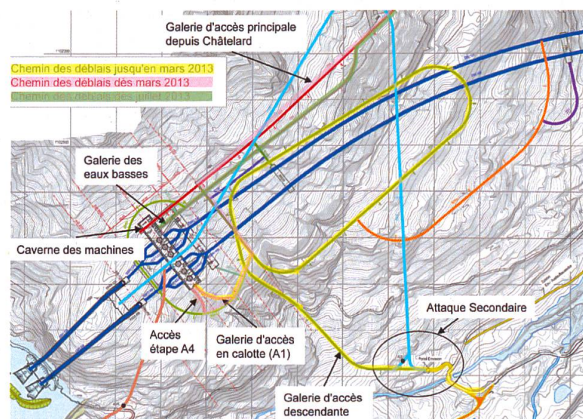 Galerie d'accès principale
depuis Châtelard
Chemin des déblais jusqu'en mars 2013
Chemin des déblais dès mars 2013
Chemin des déblais dès juillet 2013
Galerie des
eaux basses
Caverne des machines
Accès
étape A4
Galerie d'accès
en calotte (A1)
Attaque Secondaire
Galerie d'accès
descendante